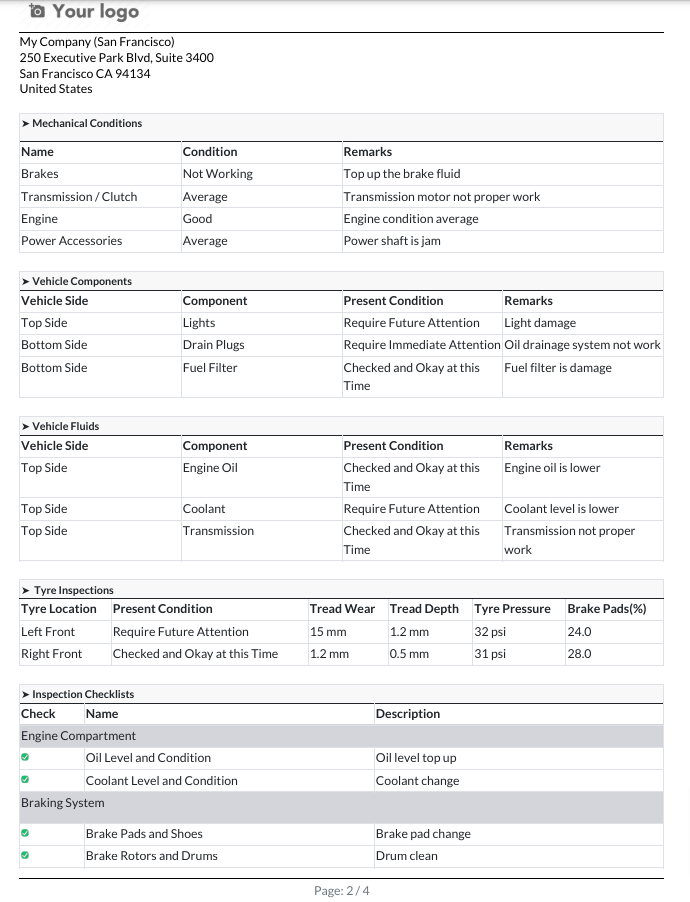 Your logo
My Company (San Francisco)
250 Executive Park Blvd, Suite 3400
San Francisco CA 94134
United States
➤ Mechanical Conditions
Name Condition Remarks
Brakes Not Working Top up the brake fluid
Transmission / Clutch Average Transmission motor not proper work
Engine Good Engine condition average
Power Accessories Average Power shaft is jam
➤ Vehicle Components
Vehicle Side Component Present Condition Remarks
Top Side Lights Require Future Attention Light damage
Bottom Side Drain Plugs Require Immediate Attention Oil drainage system not work
Bottom Side Fuel Filter Checked and Okay at this Fuel filter is damage
Time
➤ Vehicle Fluids
Vehicle Side Component Present Condition Remarks
Top Side Engine Oil Checked and Okay at this Engine oil is lower
Time
Top Side Coolant Require Future Attention Coolant level is lower
Top Side Transmission Checked and Okay at this Transmission not proper
Time work
➤ Tyre Inspections
Tyre Location Present Condition Tread Wear Tread Depth Tyre Pressure Brake Pads(%)
Left Front Require Future Attention 15 mm 1.2 mm 32 psi 24.0
Right Front Checked and Okay at this Time 1.2 mm 0.5 mm 31 psi 28.0
➤ Inspection Checklists
Check Name Description
Engine Compartment
Oil Level and Condition Oil level top up
Coolant Level and Condition Coolant change
Braking System
Brake Pads and Shoes Brake pad change
Brake Rotors and Drums Drum clean
Page: 2 / 4